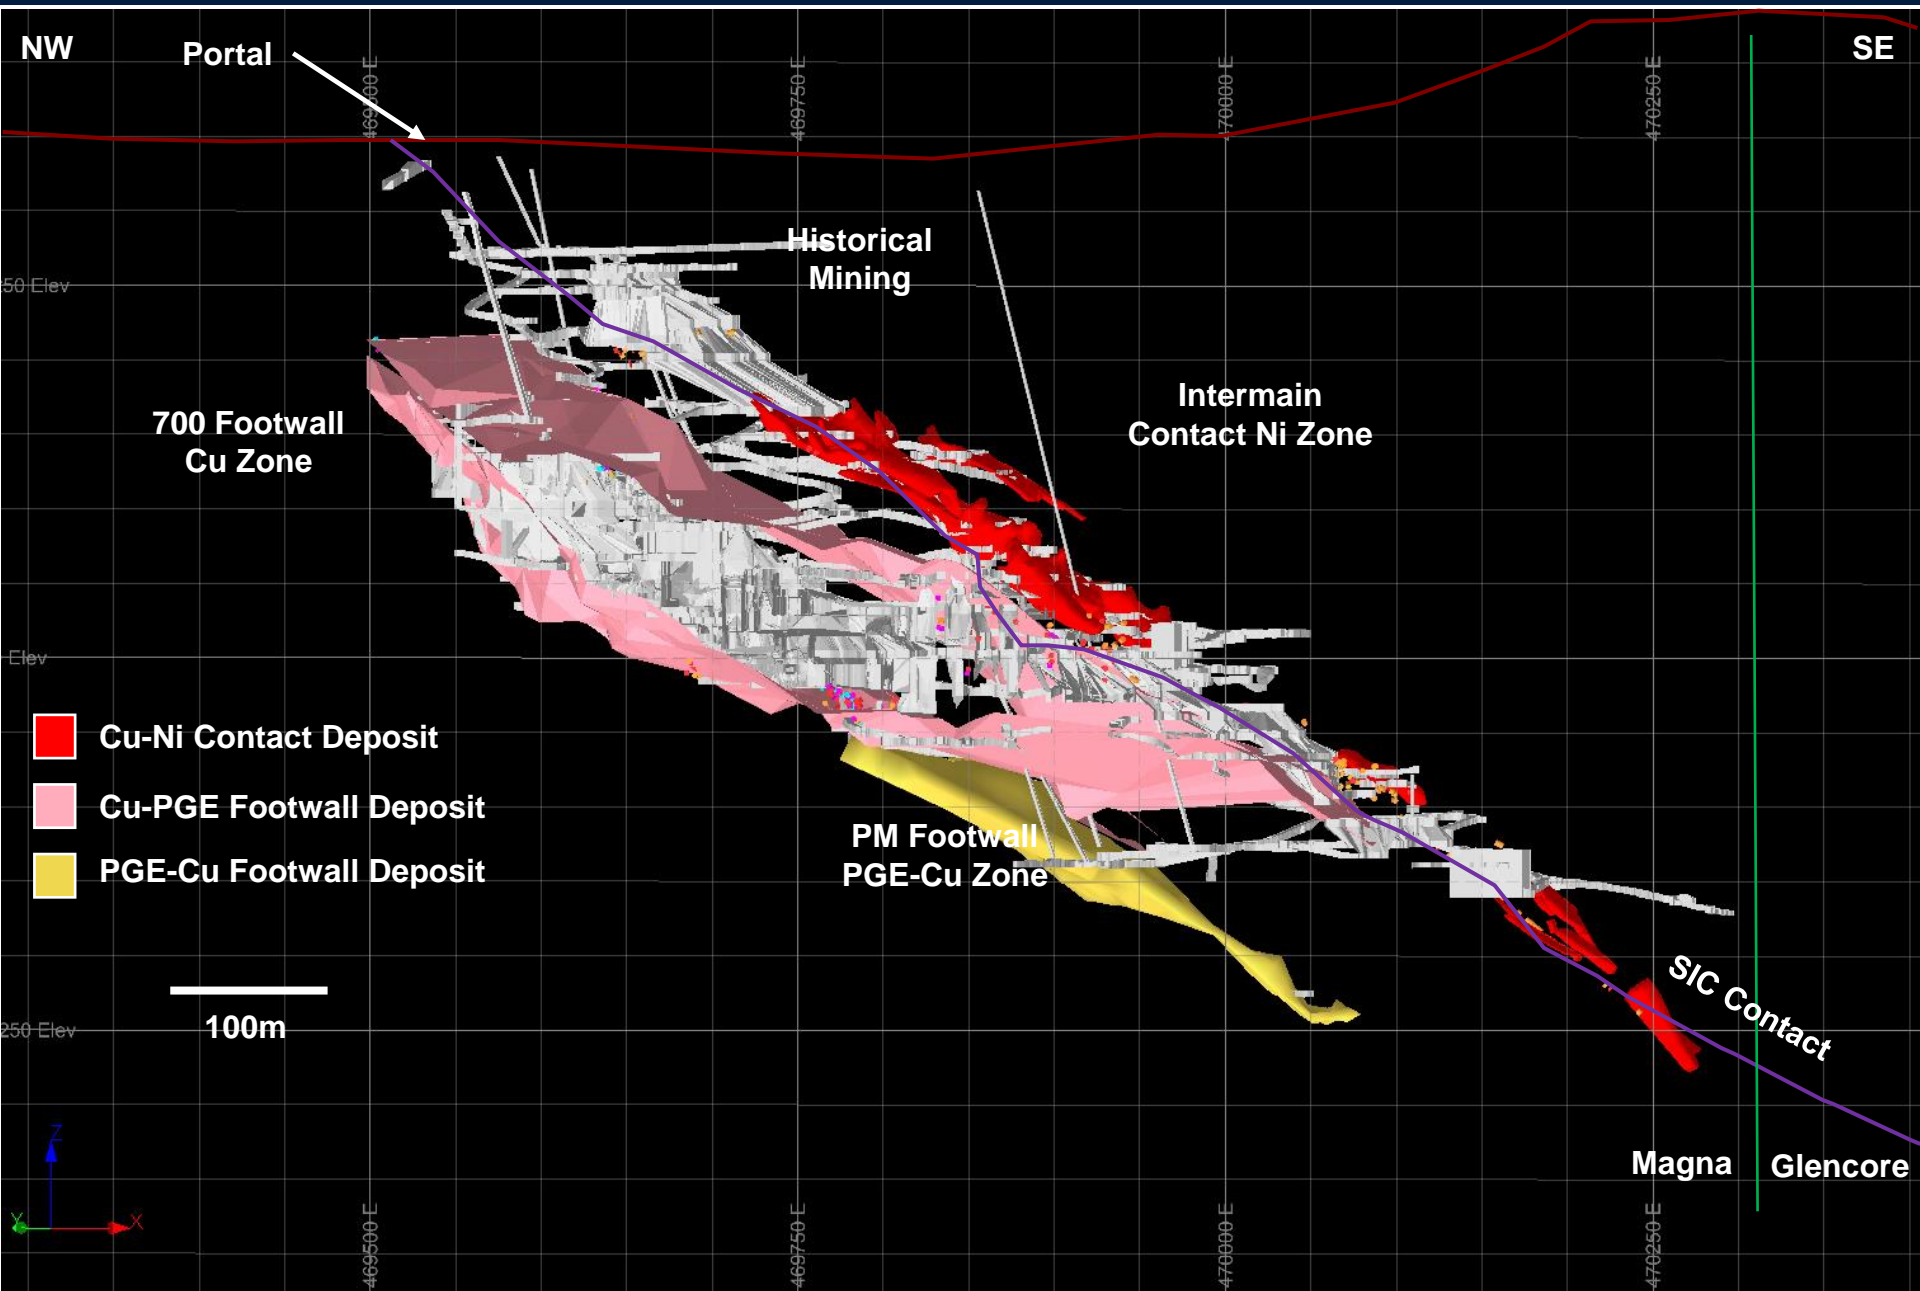 NW
Portal
SE
469500 E
469750 E
470000 E
470250 E
Historical
Mining
50 Elev
Intermain
Contact Ni Zone
700 Footwall
Cu Zone
Elev
Cu-Ni Contact Deposit
Cu-PGE Footwall Deposit
PGE-Cu Footwall Deposit
PM Footwall
PGE-Cu Zone
SIC Contact
100m
250 Elev
Magna
Glencore
Z
Y
X
469500 E
469750 E
470000 E
470250 E